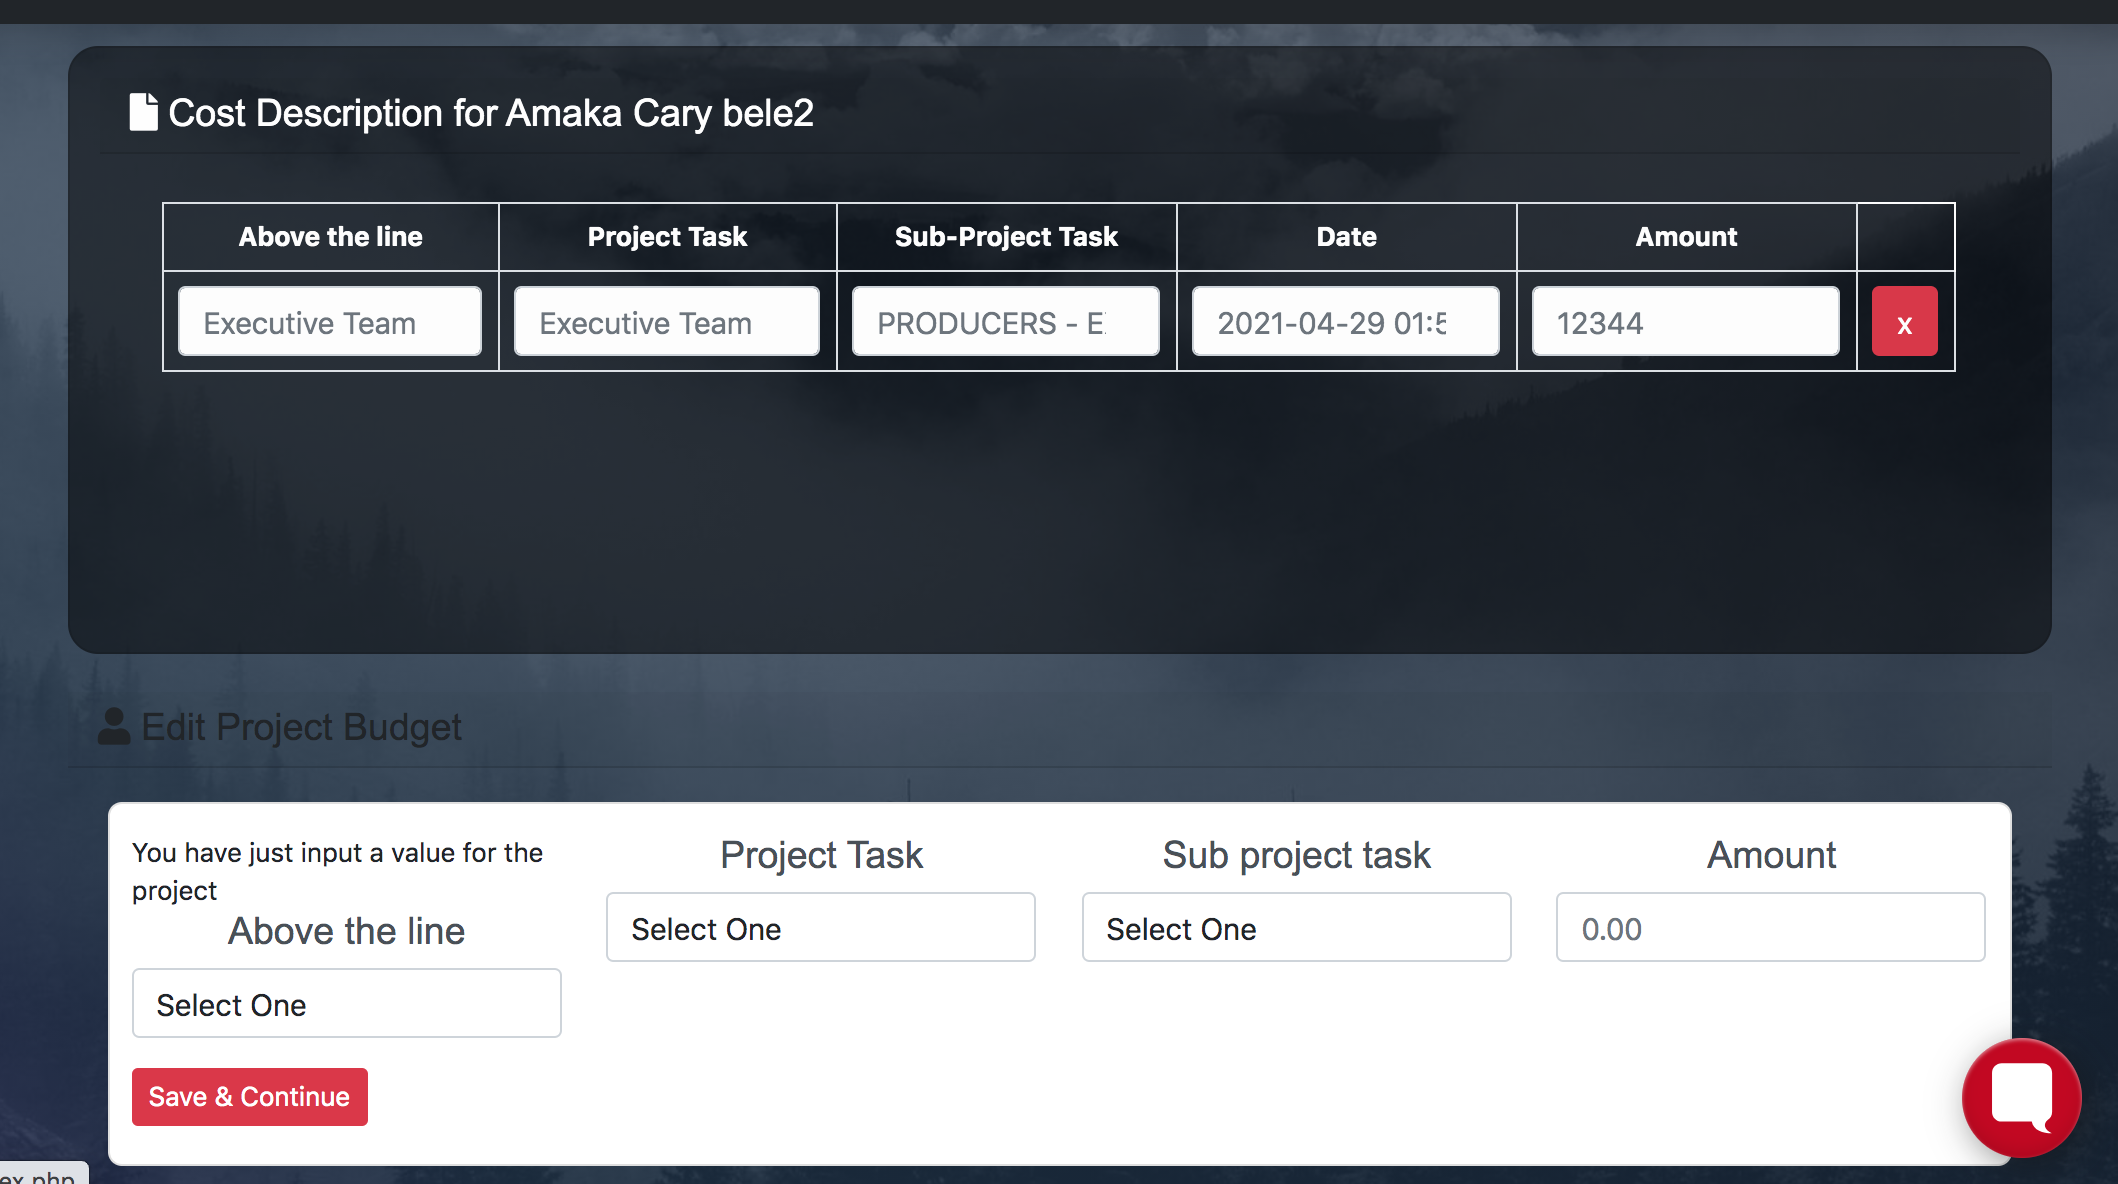 Cost Description for Amaka Cary bele2
Above the line Project Task Sub-Project Task Date Amount
Executive Team Executive Team PRODUCERS - E 2021-04-29 01:5 12344 x
Edit Project Budget
You have just input a value for the
project
Above the line
Select One
Project Task
Select One
Sub project task
Select One
Amount
0.00
Save & Continue
ex.php